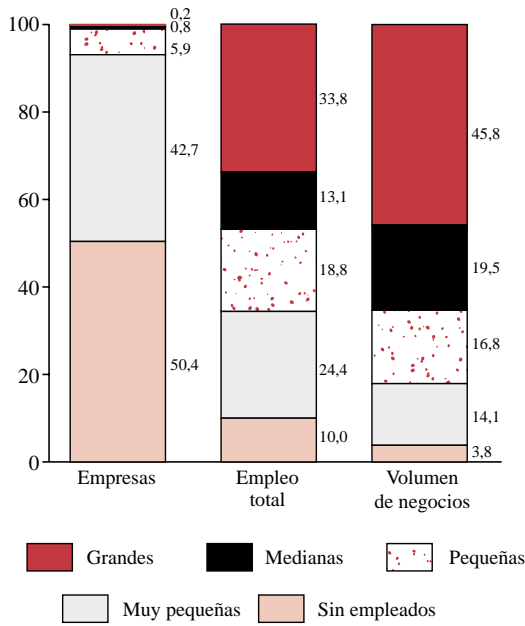 100
80
60
40
20
0
0,2
0,8
5,9
42,7
50,4
33,8
13,1
18,8
24,4
10,0
45,8
19,5
16,8
14,1
3,8
Empresas
Empleo
total
Volumen
de negocios
Grandes
Medianas
Pequeñas
Muy pequeñas
Sin empleados